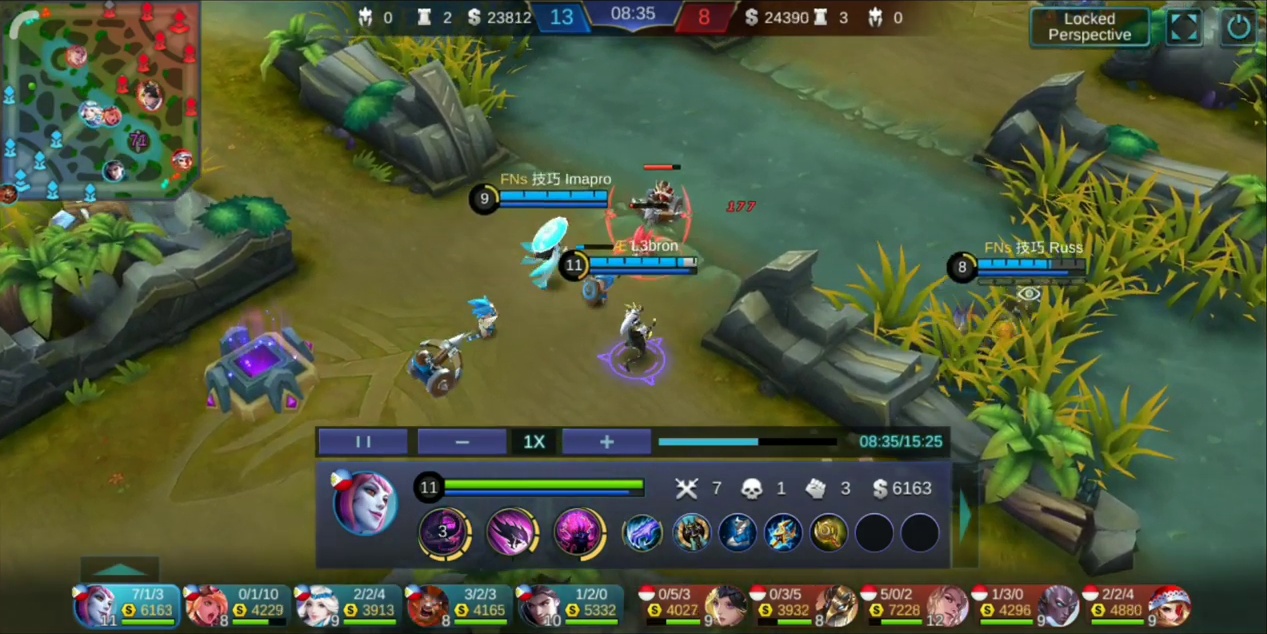 0 2 23812 13 08:35 8 24390 3 0
Locked
Perspective
74
FNs 技巧 Imapro
9
177
Æ L3bron
11
FNs 技巧 Russ
8
1X 08:35/15:25
11 7 1 3 6163
3
7/1/3 0/1/10 2/2/4 3/2/3 1/2/0 0/5/3 0/3/5 5/0/2 1/3/0 2/2/4
6163 4229 3913 4165 5332 4027 3932 7228 4296 4880
11 8 9 8 10 9 8 12 9 9